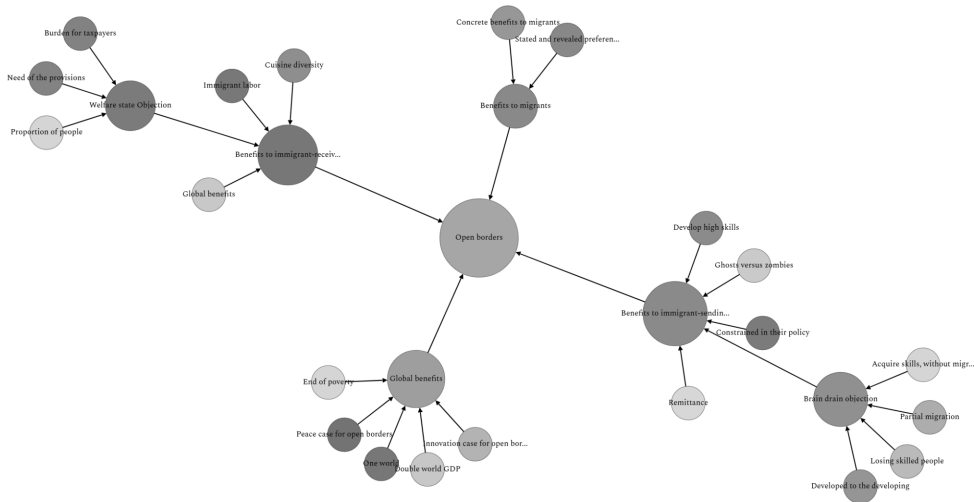 Concrete benefits to migrants
Burden for taxpayers
Stated and revealed preferen...
Cuisine diversity
Need of the provisions
Immigrant labor
Welfare state Objection
Benefits to migrants
Proportion of people
Benefits to immigrant-receiv...
Global benefits
Develop high skills
Open borders
Ghosts versus zombies
Benefits to immigrant-sendin...
Constrained in their policy
Acquire skills, without migr...
Global benefits
End of poverty
Brain drain objection
Remittance
Partial migration
Peace case for open borders
Innovation case for open bor...
One world
Double world GDP
Losing skilled people
Developed to the developing